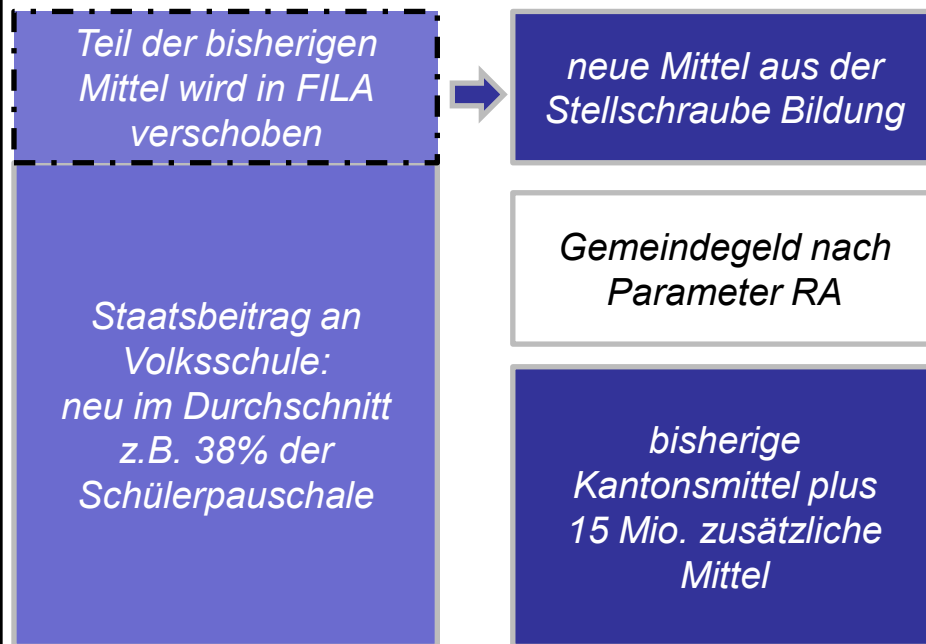 Teil der bisherigen
Mittel wird in FILA
verschoben
Staatsbeitrag an
Volksschule:
neu im Durchschnitt
z.B. 38% der
Schülerpauschale
neue Mittel aus der
Stellschraube Bildung
Gemeindegeld nach
Parameter RA
bisherige
Kantonsmittel plus
15 Mio. zusätzliche
Mittel